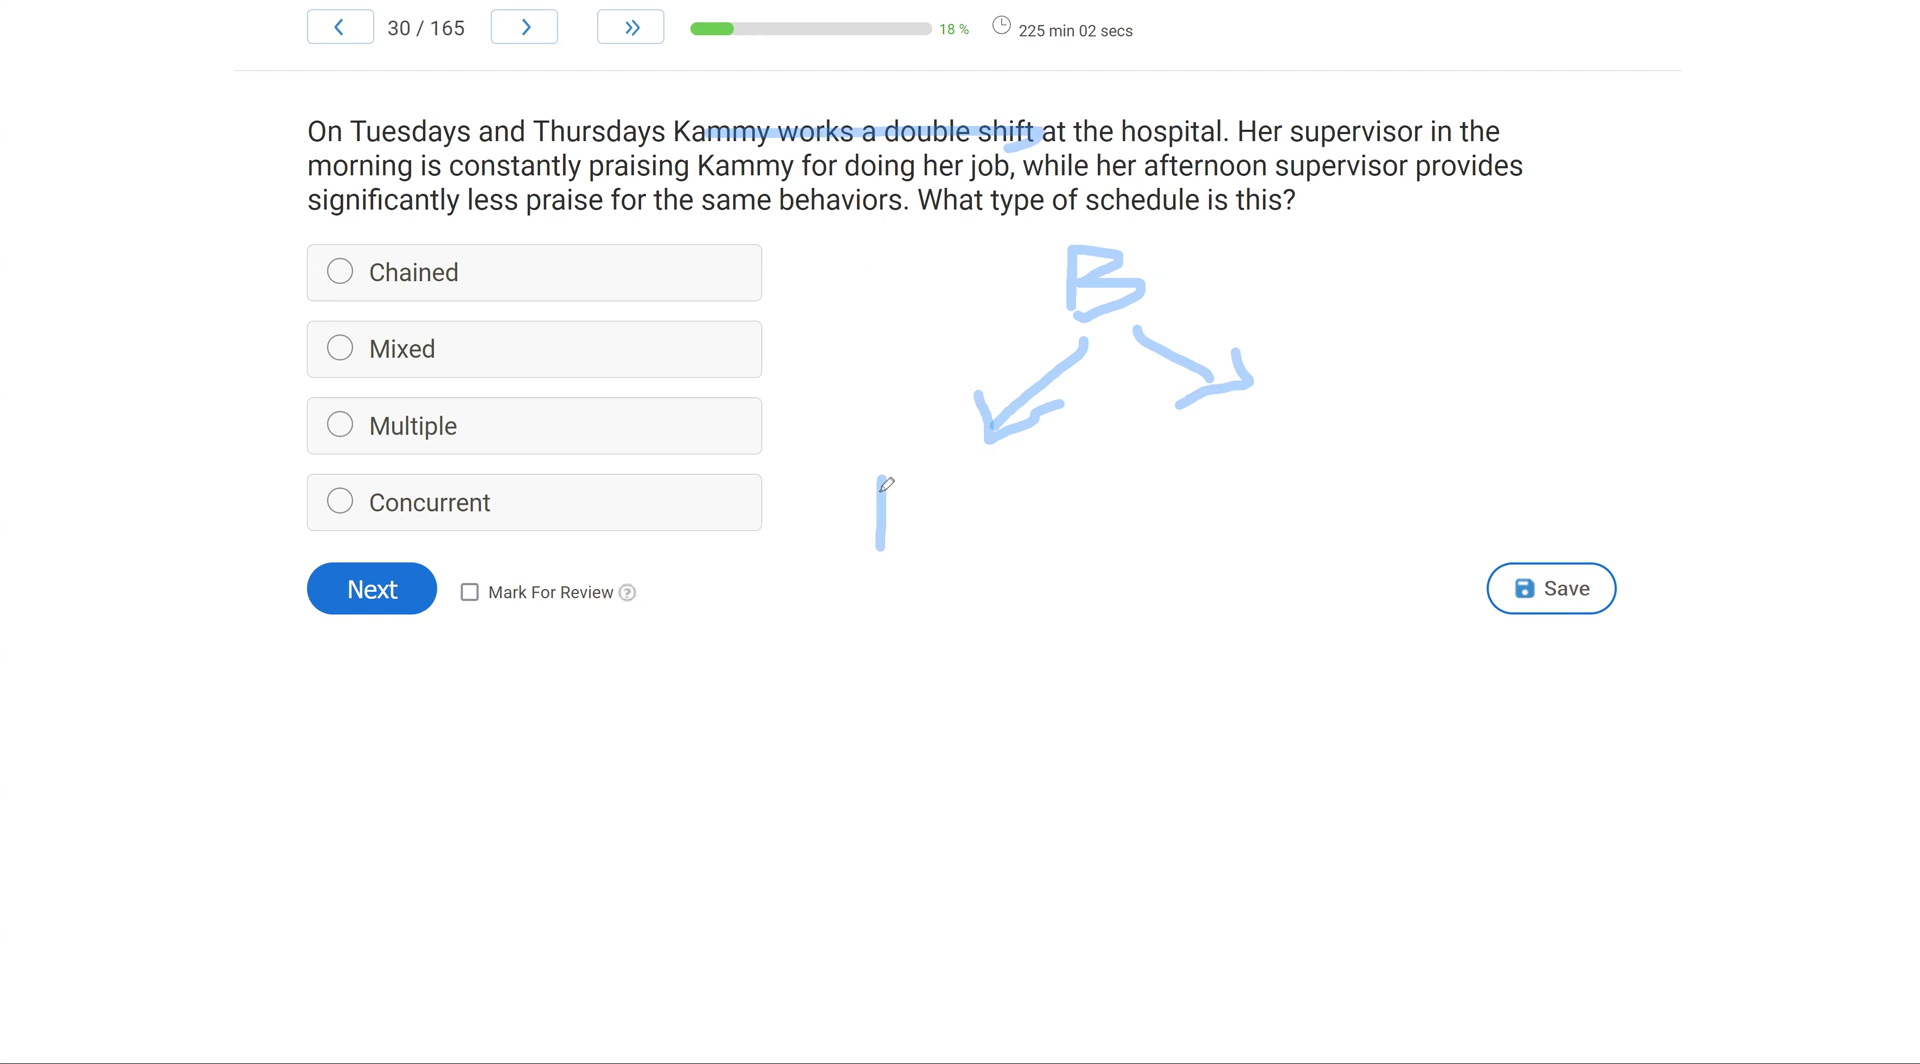 30 / 165
18 %
225 min 02 secs
On Tuesdays and Thursdays Kammy works a double shift at the hospital. Her supervisor in the
morning is constantly praising Kammy for doing her job, while her afternoon supervisor provides
significantly less praise for the same behaviors. What type of schedule is this?
B
Chained
Mixed
Multiple
Concurrent
Next
Mark For Review ?
Save